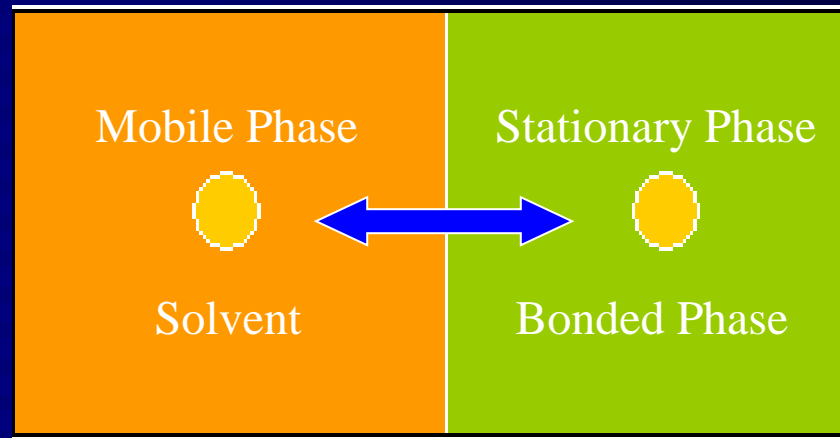 Mobile Phase
Solvent
Stationary Phase
Bonded Phase